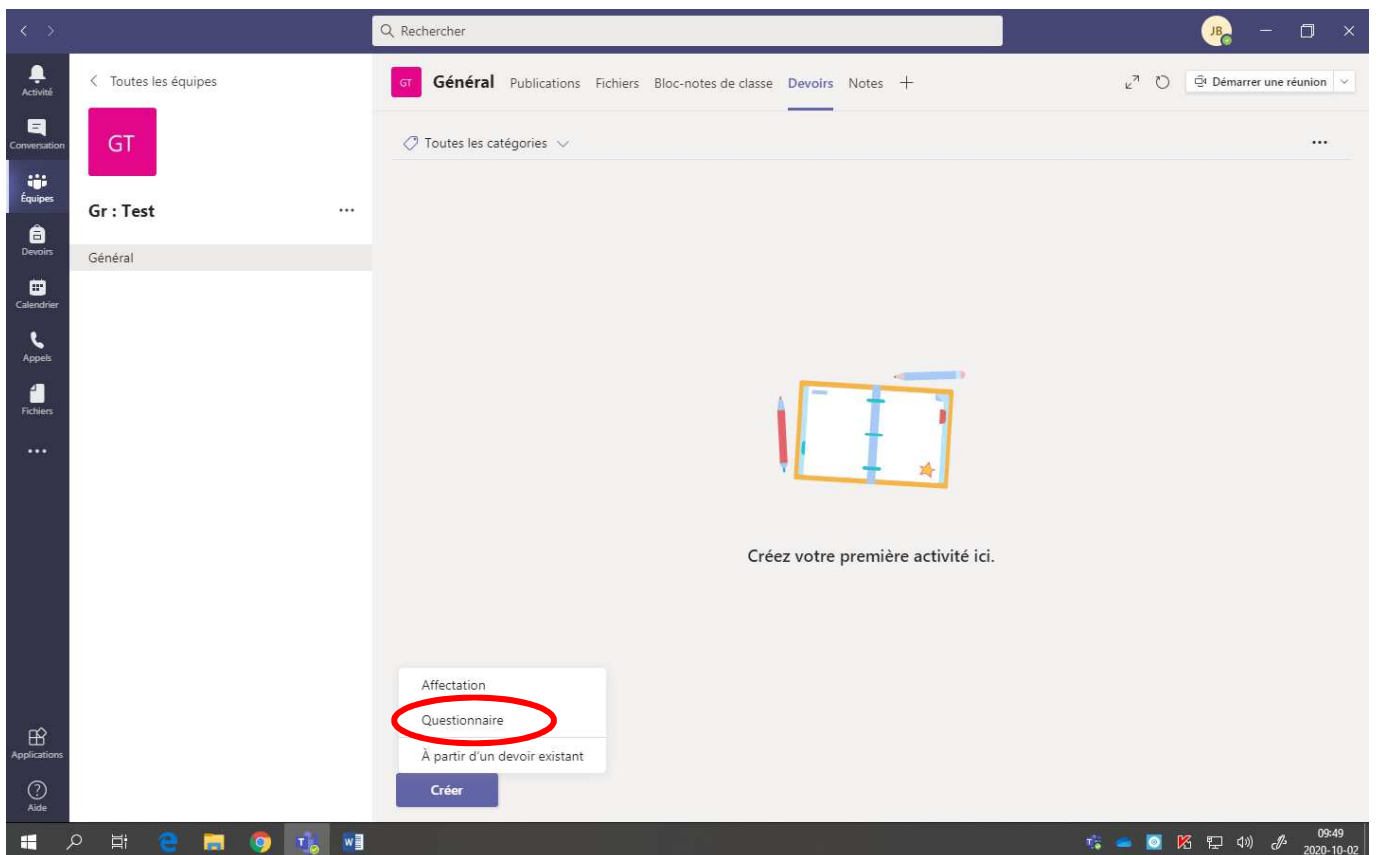 Rechercher
JB
Activité
Conversation
Équipes
Devoirs
Calendrier
Appels
Fichiers
Applications
Aide
Toutes les équipes
GT
Gr : Test
Général
GT Général Publications Fichiers Bloc-notes de classe Devoirs Notes
Démarrer une réunion
Toutes les catégories
Créez votre première activité ici.
Affectation
Questionnaire
À partir d'un devoir existant
Créer
09:49
2020-10-02